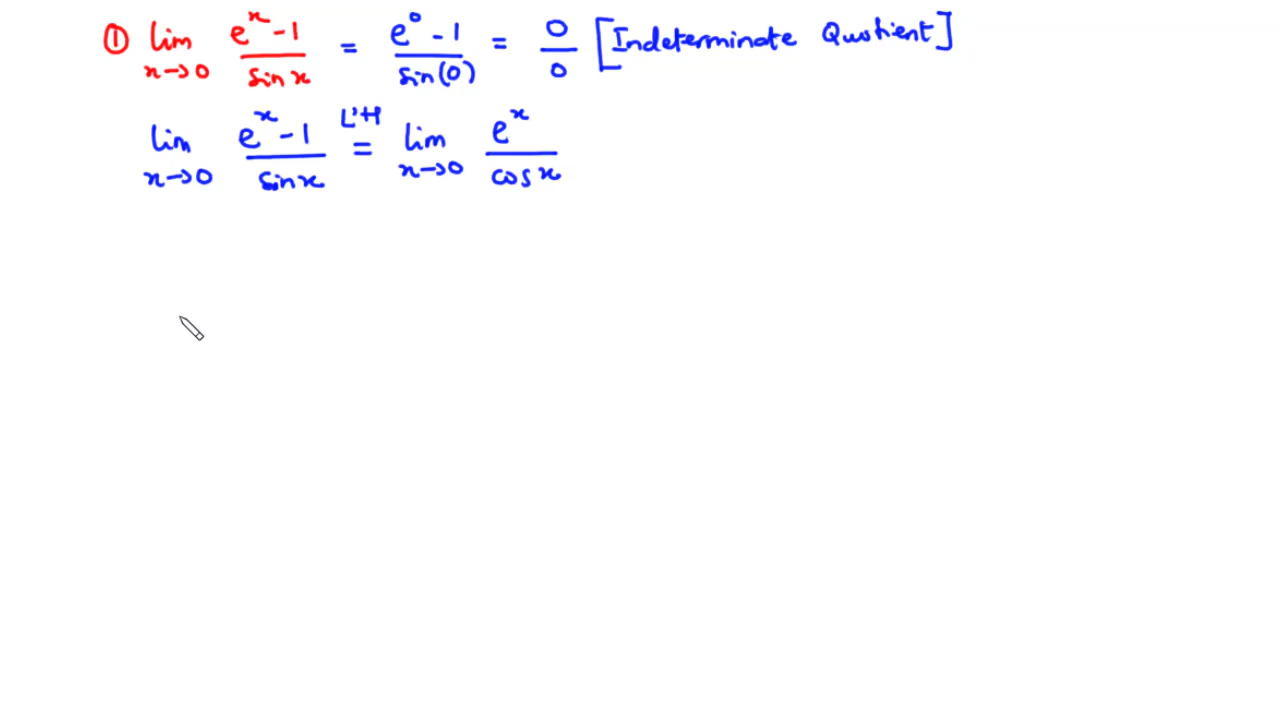 ① lim x→0 (e^x - 1)/(sin x) = (e^0 - 1)/(sin(0)) = 0/0 [Indeterminate Quotient]
lim x→0 (e^x - 1)/(sin x) L'H = lim x→0 e^x/(cos x)